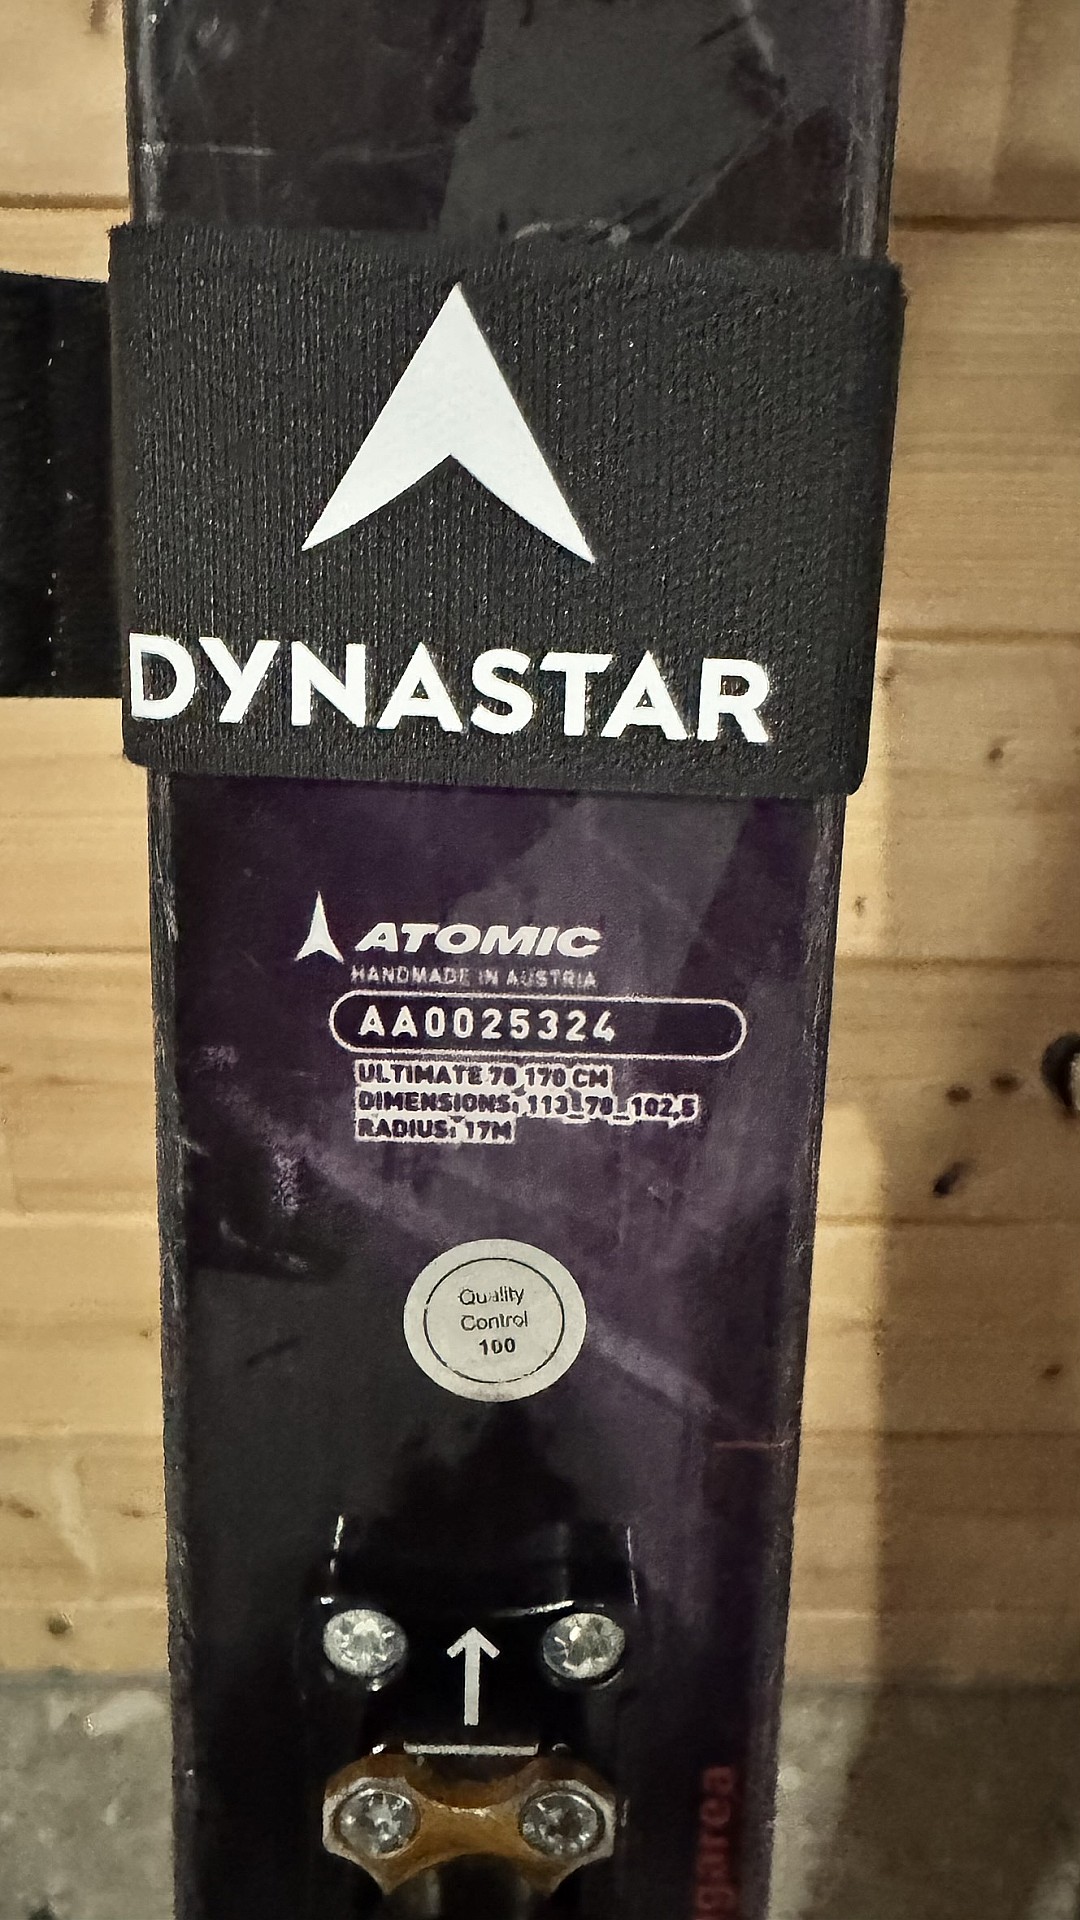 DYNASTAR
ATOMIC
HANDMADE IN AUSTRIA
AA0025324
ULTIMATE 78 170 CM
DIMENSIONS: 113_78_102,5
RADIUS: 17M
Quality
Control
100